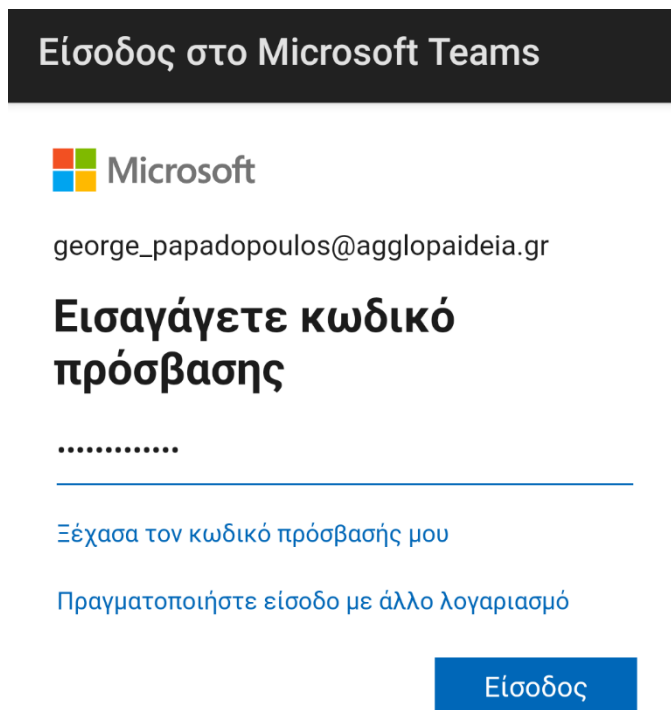 Είσοδος στο Microsoft Teams
Microsoft
george_papadopoulos@agglopaideia.gr
Εισαγάγετε κωδικό
πρόσβασης
.............
Ξέχασα τον κωδικό πρόσβασής μου
Πραγματοποιήστε είσοδο με άλλο λογαριασμό
Είσοδος